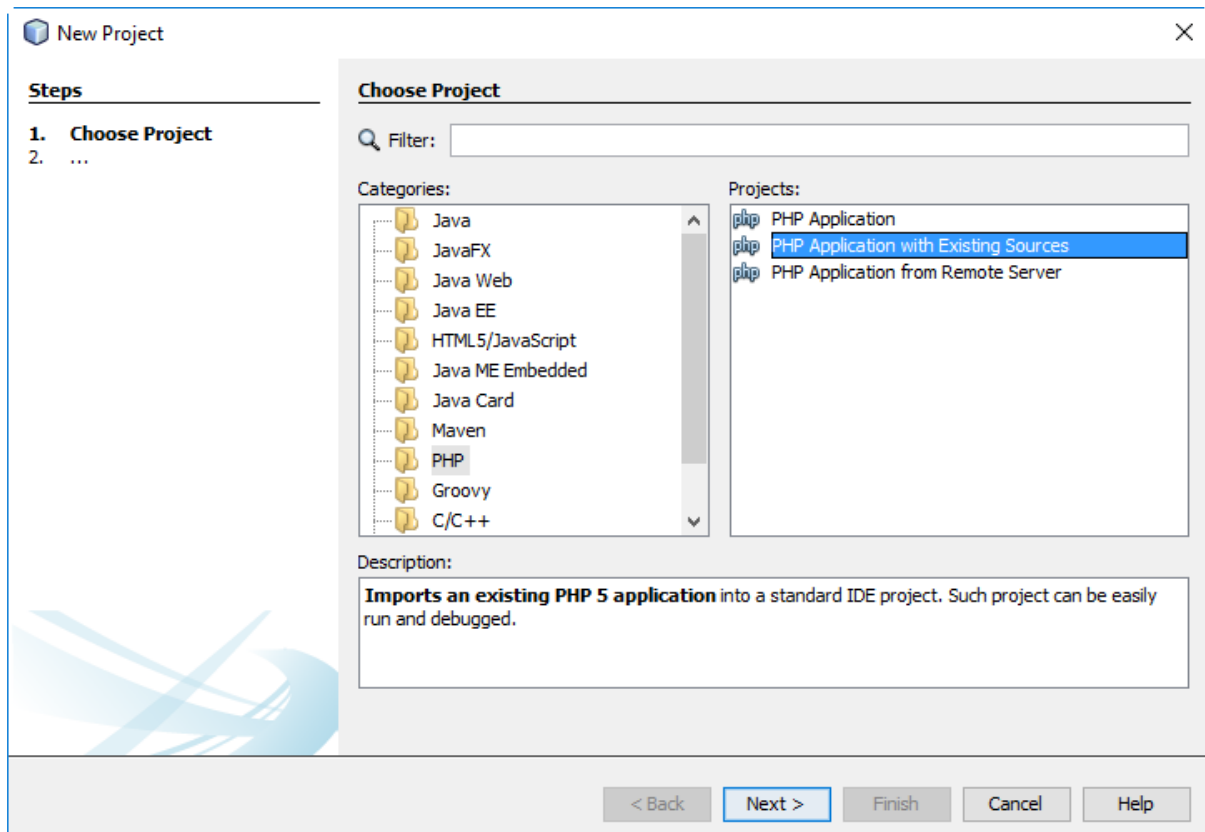 New Project
Steps
1. Choose Project
2. ...
Choose Project
Filter:
Categories:
Java
JavaFX
Java Web
Java EE
HTML5/JavaScript
Java ME Embedded
Java Card
Maven
PHP
Groovy
C/C++
Projects:
php PHP Application
php PHP Application with Existing Sources
php PHP Application from Remote Server
Description:
Imports an existing PHP 5 application into a standard IDE project. Such project can be easily
run and debugged.
< Back Next > Finish Cancel Help